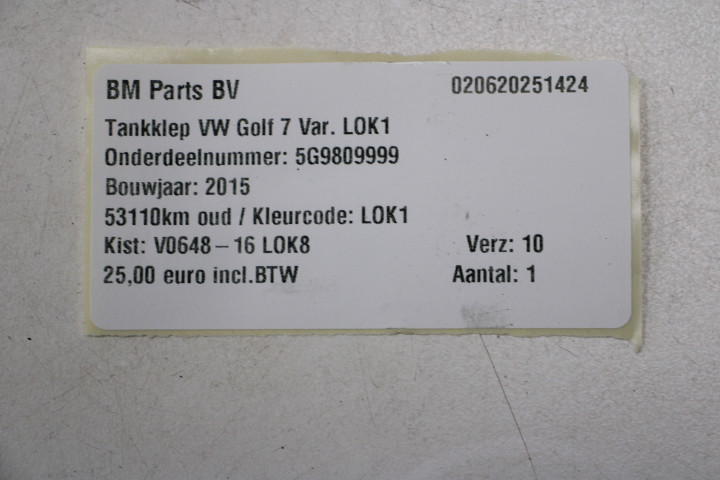 BM Parts BV 020620251424
Tankklep VW Golf 7 Var. LOK1
Onderdeelnummer: 5G9809999
Bouwjaar: 2015
53110km oud / Kleurcode: LOK1
Kist: V0648 – 16 LOK8 Verz: 10
25,00 euro incl.BTW Aantal: 1